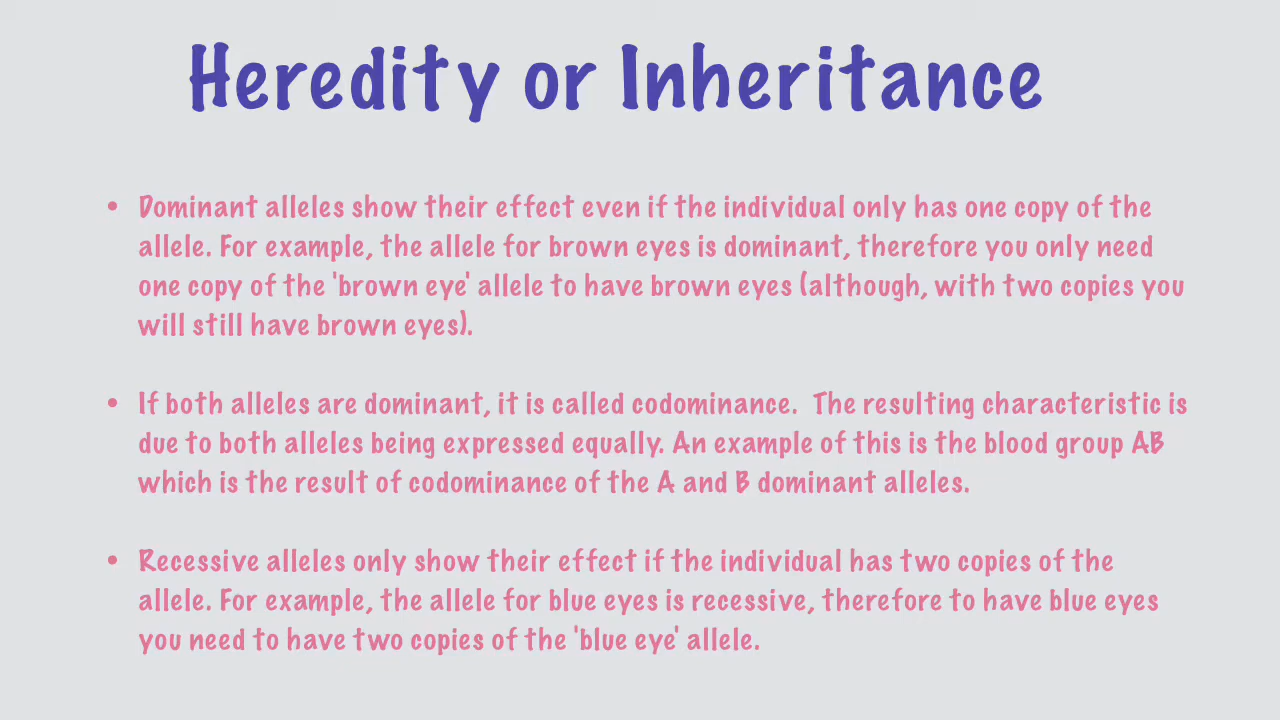 Heredity or Inheritance
• Dominant alleles show their effect even if the individual only has one copy of the
allele. For example, the allele for brown eyes is dominant, therefore you only need
one copy of the 'brown eye' allele to have brown eyes (although, with two copies you
will still have brown eyes).
• If both alleles are dominant, it is called codominance.  The resulting characteristic is
due to both alleles being expressed equally. An example of this is the blood group AB
which is the result of codominance of the A and B dominant alleles.
• Recessive alleles only show their effect if the individual has two copies of the
allele. For example, the allele for blue eyes is recessive, therefore to have blue eyes
you need to have two copies of the 'blue eye' allele.